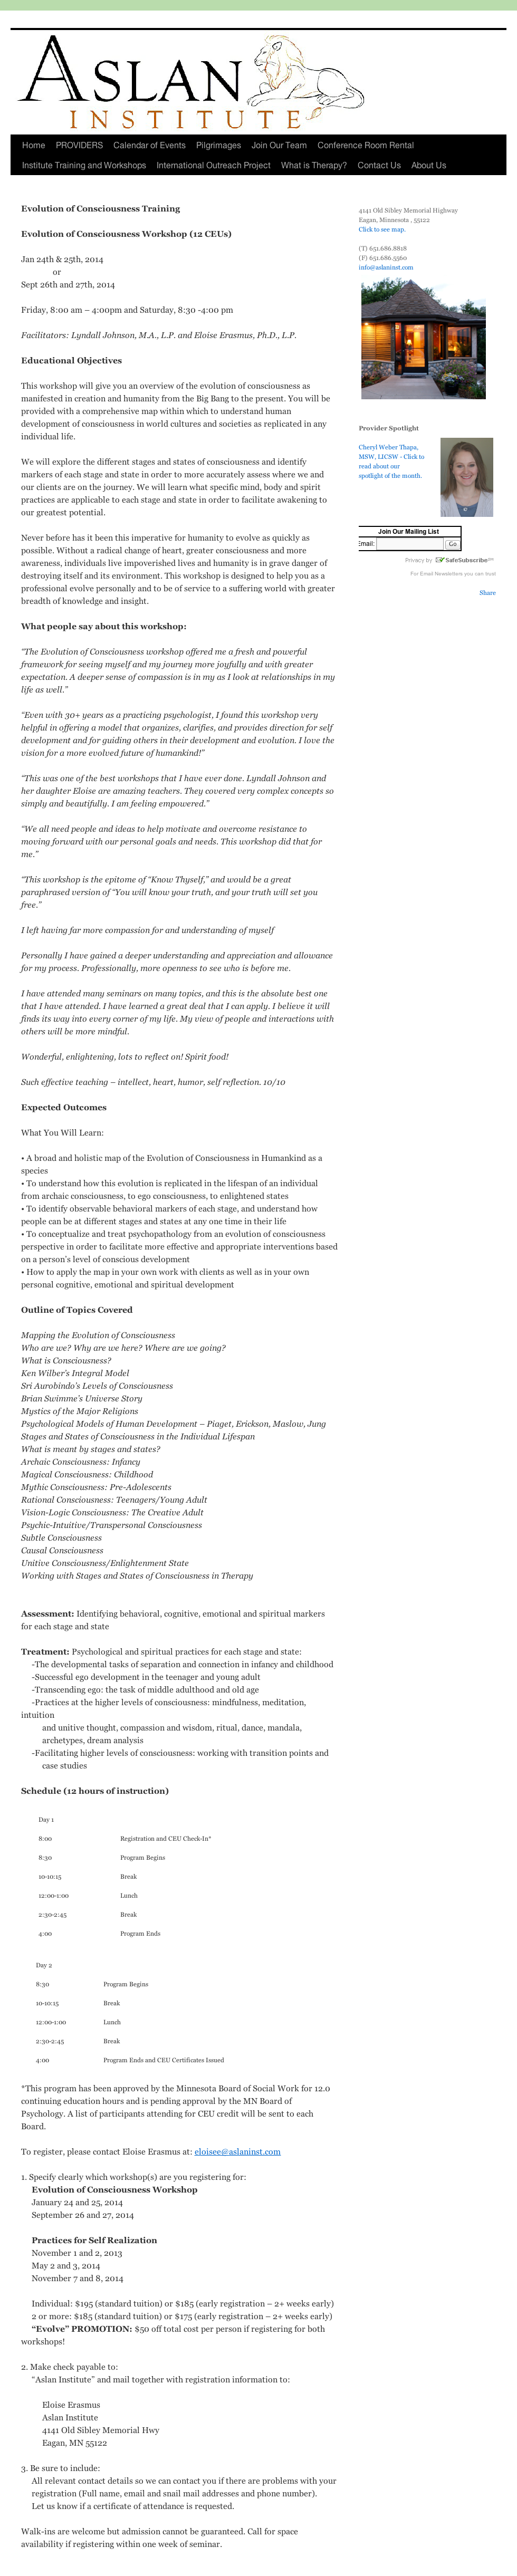 ASLAN
INSTITUTE
Home PROVIDERS Calendar of Events Pilgrimages Join Our Team Conference Room Rental
Institute Training and Workshops International Outreach Project What is Therapy? Contact Us About Us
Evolution of Consciousness Training
Evolution of Consciousness Workshop (12 CEUs)
Jan 24th & 25th, 2014
or
Sept 26th and 27th, 2014
Friday, 8:00 am – 4:00pm and Saturday, 8:30 -4:00 pm
Facilitators: Lyndall Johnson, M.A., L.P. and Eloise Erasmus, Ph.D., L.P.
Educational Objectives
This workshop will give you an overview of the evolution of consciousness as
manifested in creation and humanity from the Big Bang to the present. You will be
provided with a comprehensive map within which to understand human
development of consciousness in world cultures and societies as replicated in any
individual life.
We will explore the different stages and states of consciousness and identify
markers of each stage and state in order to more accurately assess where we and
our clients are on the journey. We will learn what specific mind, body and spirit
practices are applicable to each stage and state in order to facilitate awakening to
our greatest potential.
Never before has it been this imperative for humanity to evolve as quickly as
possible. Without a radical change of heart, greater consciousness and more
awareness, individuals live impoverished lives and humanity is in grave danger of
destroying itself and its environment. This workshop is designed to help you as a
professional evolve personally and to be of service to a suffering world with greater
breadth of knowledge and insight.
What people say about this workshop:
“The Evolution of Consciousness workshop offered me a fresh and powerful
framework for seeing myself and my journey more joyfully and with greater
expectation. A deeper sense of compassion is in my as I look at relationships in my
life as well.”
“Even with 30+ years as a practicing psychologist, I found this workshop very
helpful in offering a model that organizes, clarifies, and provides direction for self
development and for guiding others in their development and evolution. I love the
vision for a more evolved future of humankind!”
“This was one of the best workshops that I have ever done. Lyndall Johnson and
her daughter Eloise are amazing teachers. They covered very complex concepts so
simply and beautifully. I am feeling empowered.”
“We all need people and ideas to help motivate and overcome resistance to
moving forward with our personal goals and needs. This workshop did that for
me.”
“This workshop is the epitome of “Know Thyself,” and would be a great
paraphrased version of “You will know your truth, and your truth will set you
free.”
I left having far more compassion for and understanding of myself
Personally I have gained a deeper understanding and appreciation and allowance
for my process. Professionally, more openness to see who is before me.
I have attended many seminars on many topics, and this is the absolute best one
that I have attended. I have learned a great deal that I can apply. I believe it will
finds its way into every corner of my life. My view of people and interactions with
others will be more mindful.
Wonderful, enlightening, lots to reflect on! Spirit food!
Such effective teaching – intellect, heart, humor, self reflection. 10/10
Expected Outcomes
What You Will Learn:
• A broad and holistic map of the Evolution of Consciousness in Humankind as a
species
• To understand how this evolution is replicated in the lifespan of an individual
from archaic consciousness, to ego consciousness, to enlightened states
• To identify observable behavioral markers of each stage, and understand how
people can be at different stages and states at any one time in their life
• To conceptualize and treat psychopathology from an evolution of consciousness
perspective in order to facilitate more effective and appropriate interventions based
on a person’s level of conscious development
• How to apply the map in your own work with clients as well as in your own
personal cognitive, emotional and spiritual development
Outline of Topics Covered
Mapping the Evolution of Consciousness
Who are we? Why are we here? Where are we going?
What is Consciousness?
Ken Wilber’s Integral Model
Sri Aurobindo’s Levels of Consciousness
Brian Swimme’s Universe Story
Mystics of the Major Religions
Psychological Models of Human Development – Piaget, Erickson, Maslow, Jung
Stages and States of Consciousness in the Individual Lifespan
What is meant by stages and states?
Archaic Consciousness: Infancy
Magical Consciousness: Childhood
Mythic Consciousness: Pre-Adolescents
Rational Consciousness: Teenagers/Young Adult
Vision-Logic Consciousness: The Creative Adult
Psychic-Intuitive/Transpersonal Consciousness
Subtle Consciousness
Causal Consciousness
Unitive Consciousness/Enlightenment State
Working with Stages and States of Consciousness in Therapy
Assessment: Identifying behavioral, cognitive, emotional and spiritual markers
for each stage and state
Treatment: Psychological and spiritual practices for each stage and state:
-The developmental tasks of separation and connection in infancy and childhood
-Successful ego development in the teenager and young adult
-Transcending ego: the task of middle adulthood and old age
-Practices at the higher levels of consciousness: mindfulness, meditation,
intuition
and unitive thought, compassion and wisdom, ritual, dance, mandala,
archetypes, dream analysis
-Facilitating higher levels of consciousness: working with transition points and
case studies
Schedule (12 hours of instruction)
Day 1
8:00 Registration and CEU Check-In*
8:30 Program Begins
10-10:15 Break
12:00-1:00 Lunch
2:30-2:45 Break
4:00 Program Ends
Day 2
8:30 Program Begins
10-10:15 Break
12:00-1:00 Lunch
2:30-2:45 Break
4:00 Program Ends and CEU Certificates Issued
*This program has been approved by the Minnesota Board of Social Work for 12.0
continuing education hours and is pending approval by the MN Board of
Psychology. A list of participants attending for CEU credit will be sent to each
Board.
To register, please contact Eloise Erasmus at: eloisee@aslaninst.com
1. Specify clearly which workshop(s) are you registering for:
Evolution of Consciousness Workshop
January 24 and 25, 2014
September 26 and 27, 2014
Practices for Self Realization
November 1 and 2, 2013
May 2 and 3, 2014
November 7 and 8, 2014
Individual: $195 (standard tuition) or $185 (early registration – 2+ weeks early)
2 or more: $185 (standard tuition) or $175 (early registration – 2+ weeks early)
“Evolve” PROMOTION: $50 off total cost per person if registering for both
workshops!
2. Make check payable to:
“Aslan Institute” and mail together with registration information to:
Eloise Erasmus
Aslan Institute
4141 Old Sibley Memorial Hwy
Eagan, MN 55122
3. Be sure to include:
All relevant contact details so we can contact you if there are problems with your
registration (Full name, email and snail mail addresses and phone number).
Let us know if a certificate of attendance is requested.
Walk-ins are welcome but admission cannot be guaranteed. Call for space
availability if registering within one week of seminar.
4141 Old Sibley Memorial Highway
Eagan, Minnesota , 55122
Click to see map.
(T) 651.686.8818
(F) 651.686.5560
info@aslaninst.com
Provider Spotlight
Cheryl Weber Thapa,
MSW, LICSW - Click to
read about our
spotlight of the month.
Join Our Mailing List
Email: Go
Privacy by SafeSubscribe℠
For Email Newsletters you can trust
Share